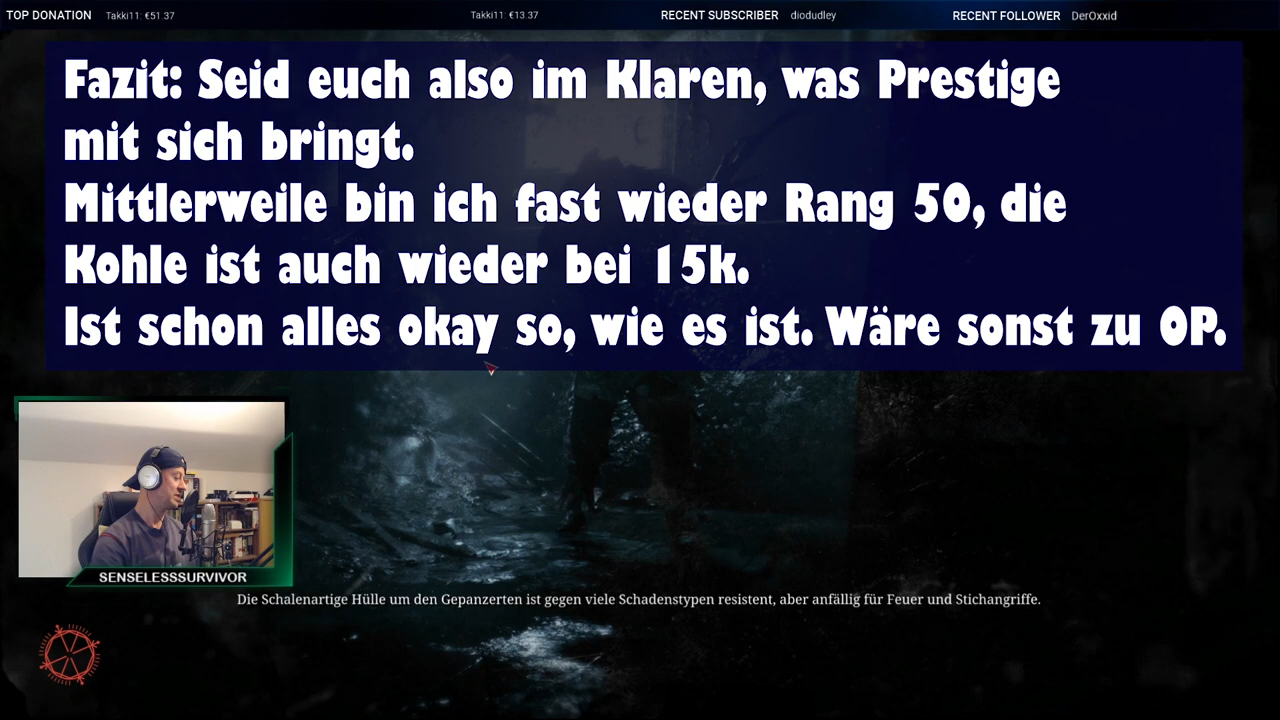 TOP DONATION Takki11: €51.37 Takki11: €13.37 RECENT SUBSCRIBER diodudley RECENT FOLLOWER DerOxxid
Fazit: Seid euch also im Klaren, was Prestige
mit sich bringt.
Mittlerweile bin ich fast wieder Rang 50, die
Kohle ist auch wieder bei 15k.
Ist schon alles okay so, wie es ist. Wäre sonst zu OP.
SENSELESSSURVIVOR
Die Schalenartige Hülle um den Gepanzerten ist gegen viele Schadenstypen resistent, aber anfällig für Feuer und Stichangriffe.